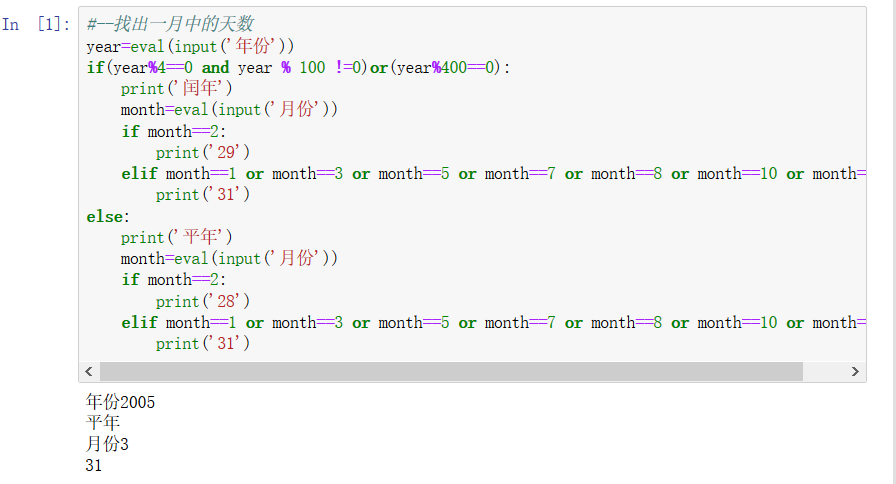 In [1]:
#--找出一月中的天数
year=eval(input('年份'))
if(year%4==0 and year % 100 !=0)or(year%400==0):
    print('闰年')
    month=eval(input('月份'))
    if month==2:
        print('29')
    elif month==1 or month==3 or month==5 or month==7 or month==8 or month==10 or month=
        print('31')
else:
    print('平年')
    month=eval(input('月份'))
    if month==2:
        print('28')
    elif month==1 or month==3 or month==5 or month==7 or month==8 or month==10 or month=
        print('31')
年份2005
平年
月份3
31